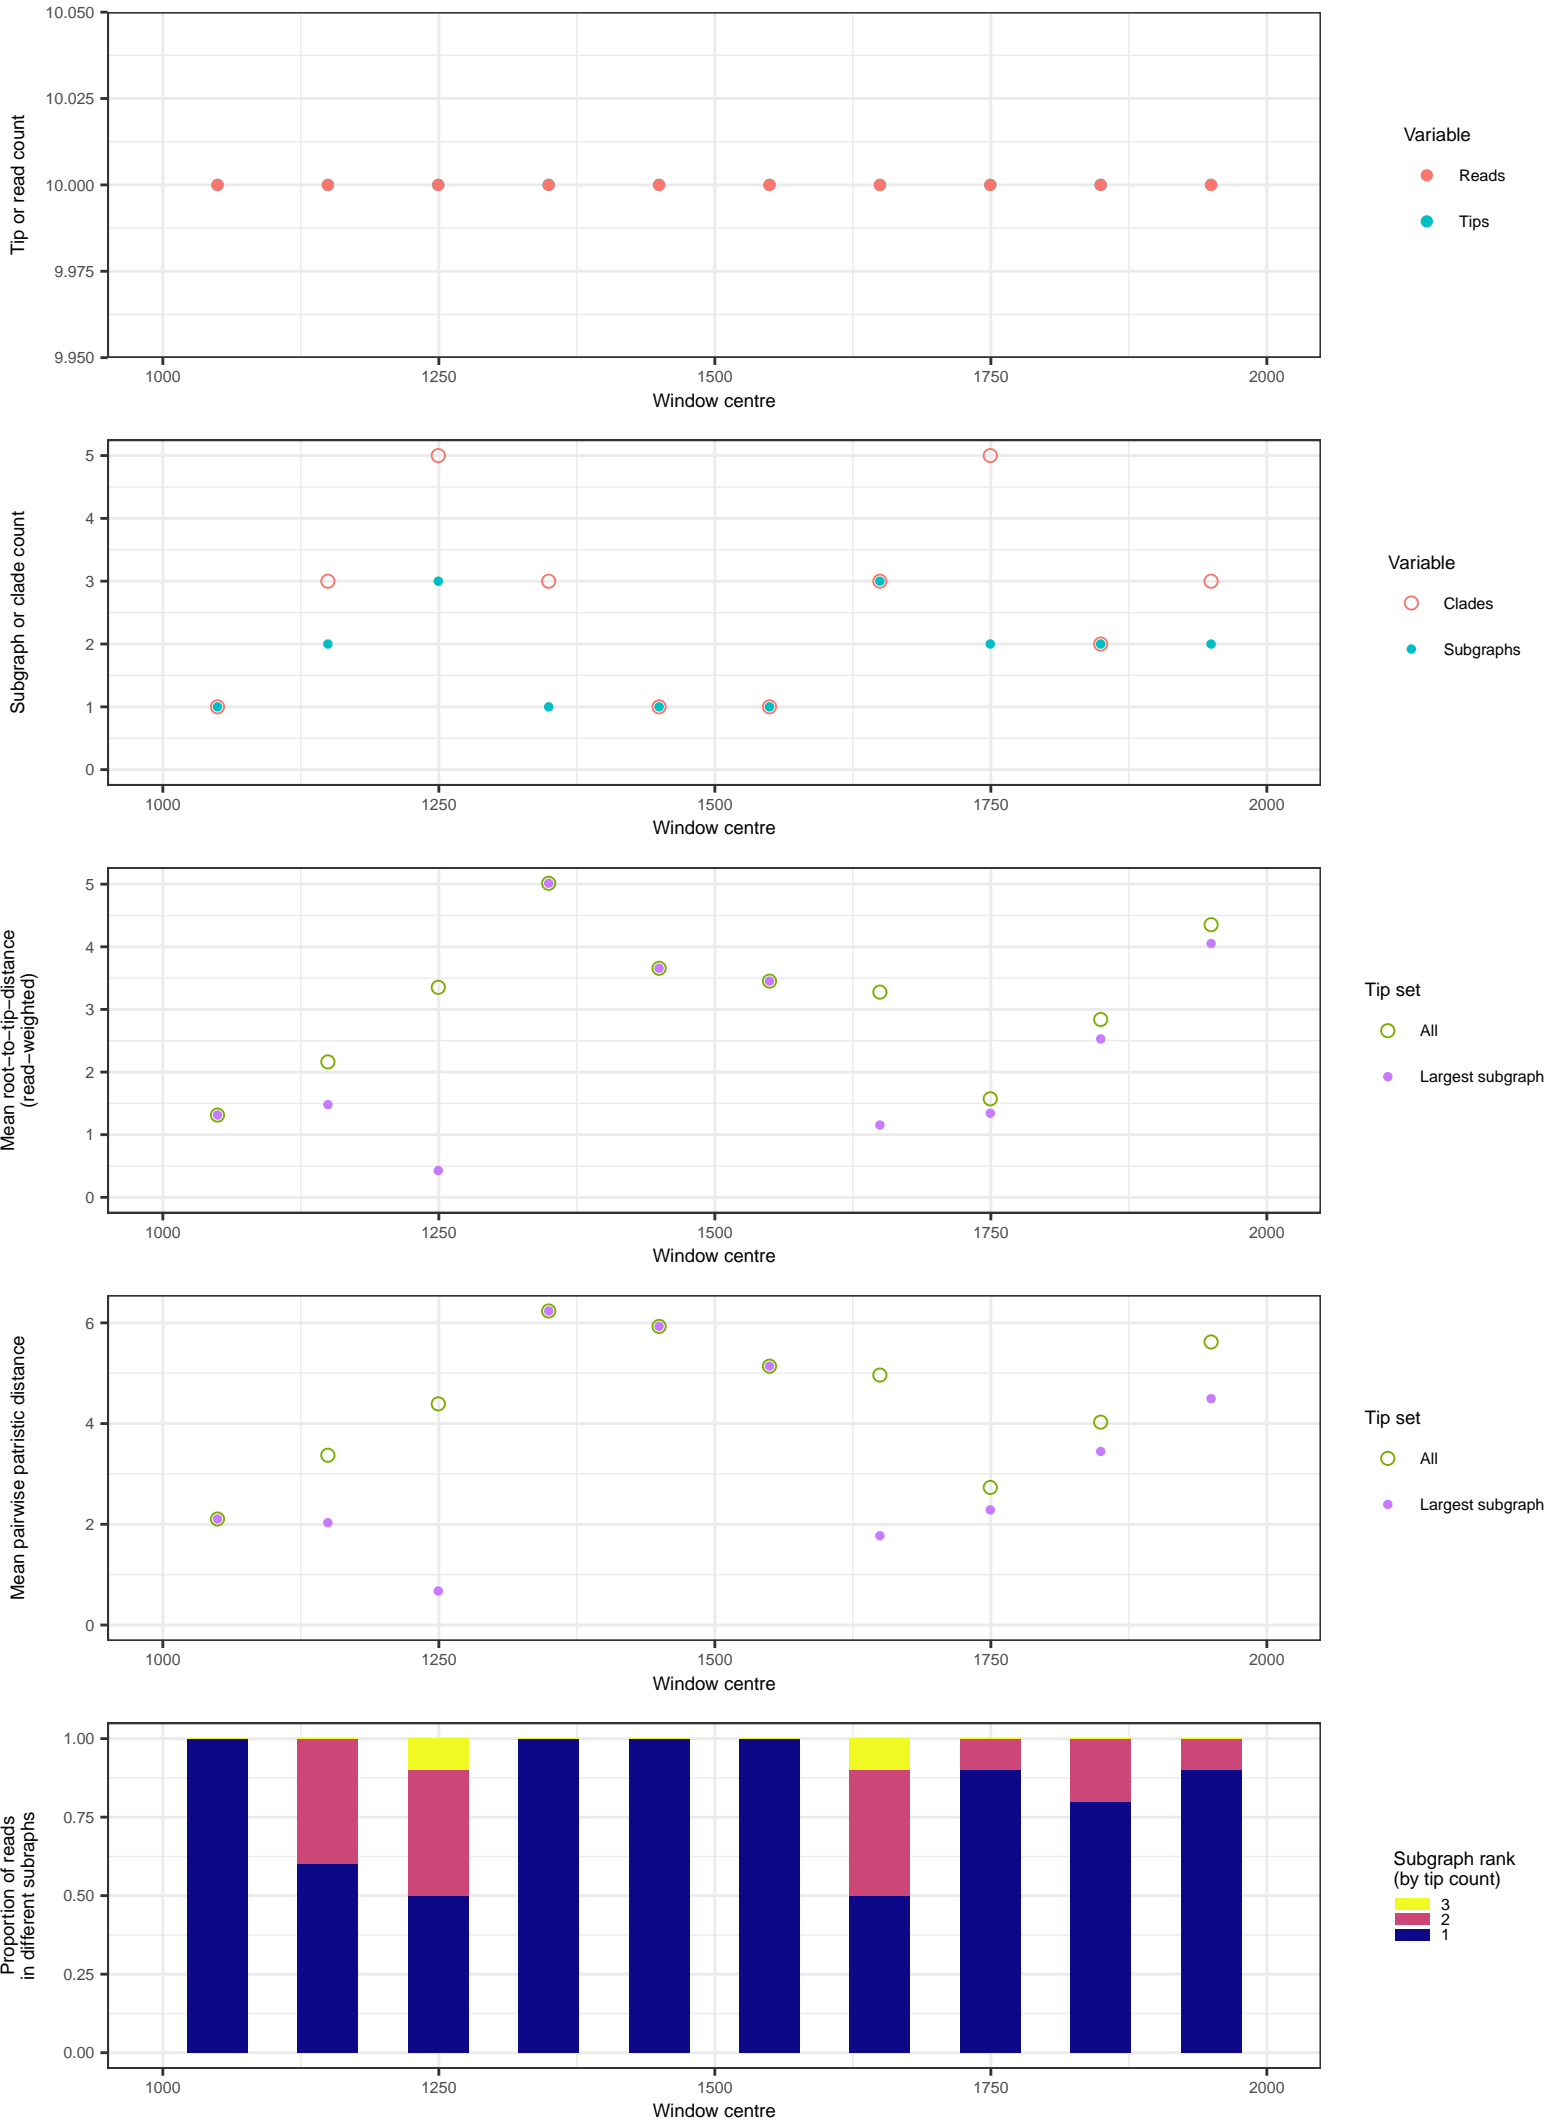 10.050
10.025
10.000
9.975
9.950
Tip or read count
1000 1250 1500 1750 2000
Window centre
Variable
Reads
Tips
5
4
3
2
1
0
Subgraph or clade count
1000 1250 1500 1750 2000
Window centre
Variable
Clades
Subgraphs
5
4
3
2
1
0
Mean root−to−tip−distance
(read−weighted)
1000 1250 1500 1750 2000
Window centre
Tip set
All
Largest subgraph
6
4
2
0
Mean pairwise patristic distance
1000 1250 1500 1750 2000
Window centre
Tip set
All
Largest subgraph
1.00
0.75
0.50
0.25
0.00
Proportion of reads
in different subraphs
1000 1250 1500 1750 2000
Window centre
Subgraph rank
(by tip count)
3
2
1